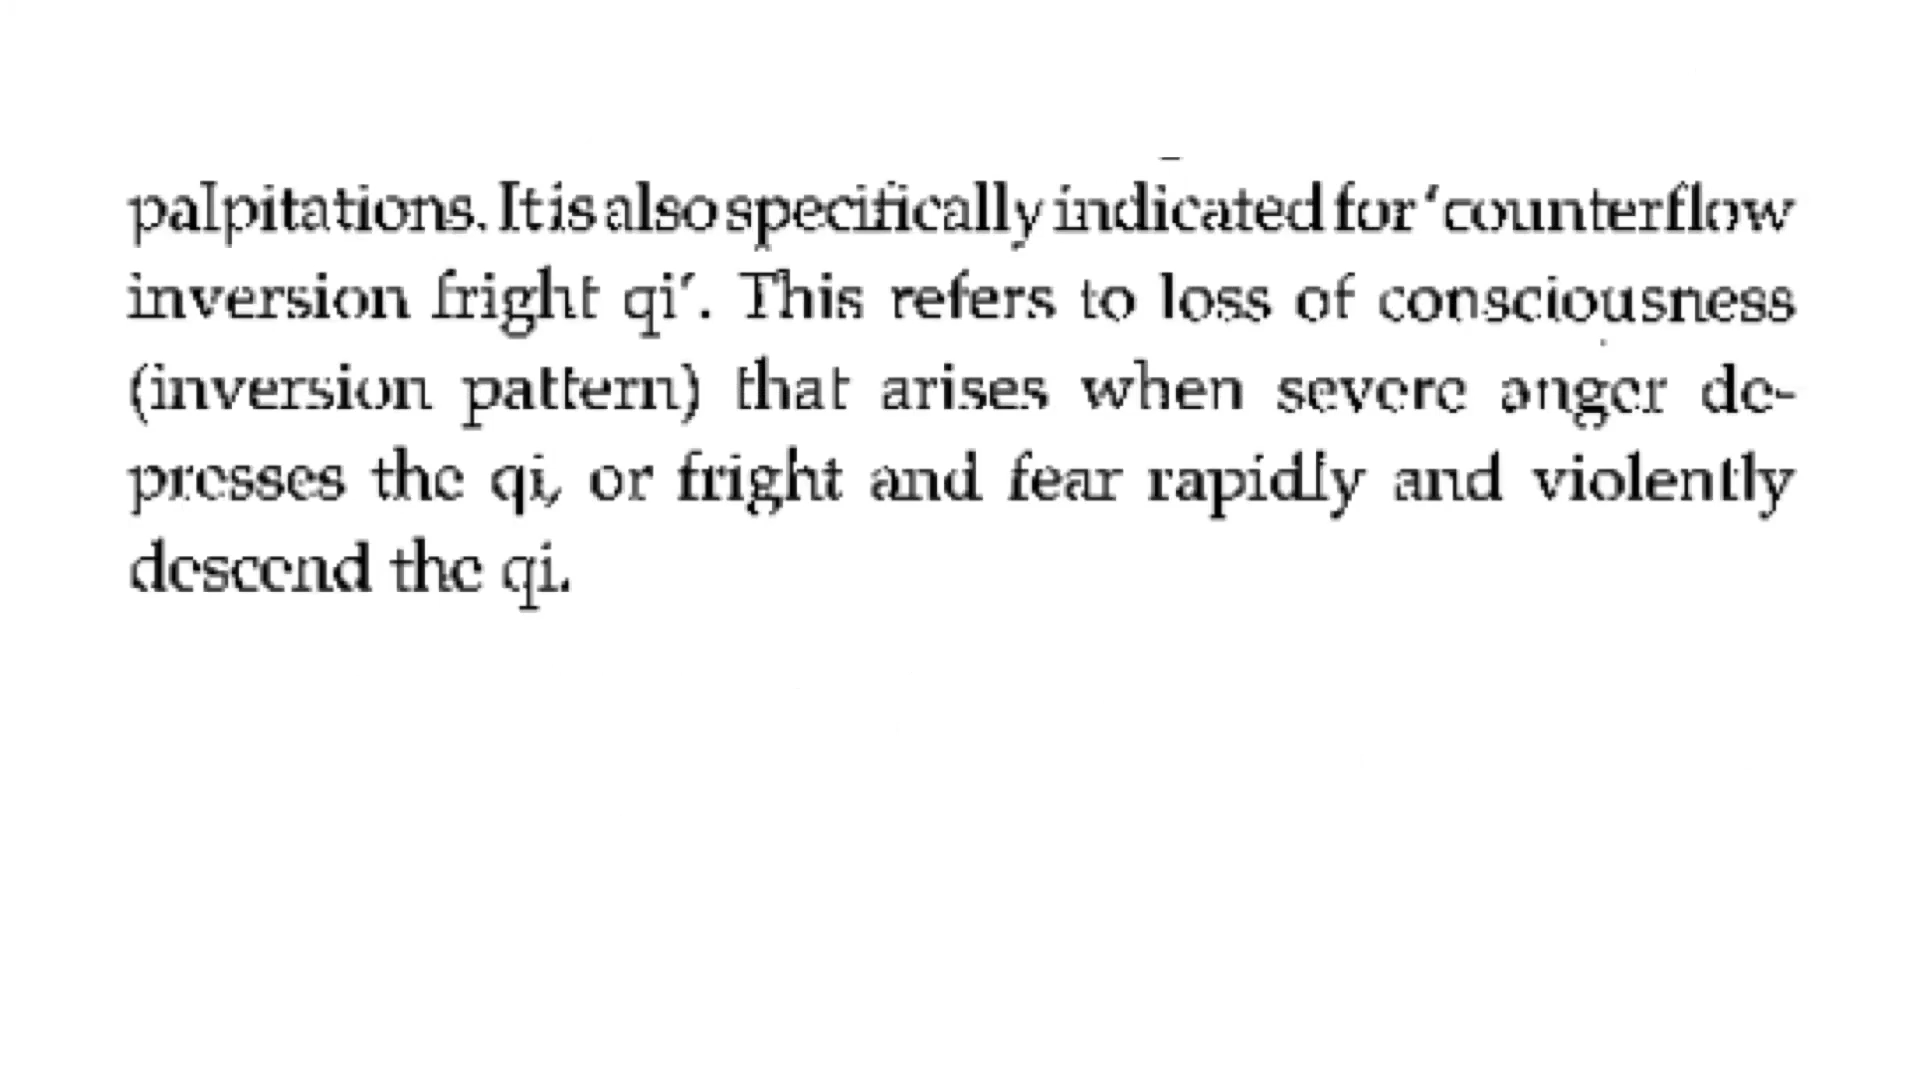 palpitations. It is also specifically indicated for ‘counterflow
inversion fright qi’. This refers to loss of consciousness
(inversion pattern) that arises when severe anger de-
presses the qi, or fright and fear rapidly and violently
descend the qi.